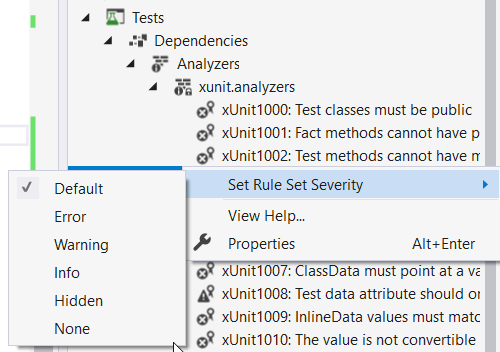 Tests
Dependencies
Analyzers
xunit.analyzers
xUnit1000: Test classes must be public
xUnit1001: Fact methods cannot have p
xUnit1002: Test methods cannot have m
Default
Error
Warning
Info
Hidden
None
Set Rule Set Severity
View Help...
Properties Alt+Enter
xUnit1007: ClassData must point at a va
xUnit1008: Test data attribute should on
xUnit1009: InlineData values must matc
xUnit1010: The value is not convertible